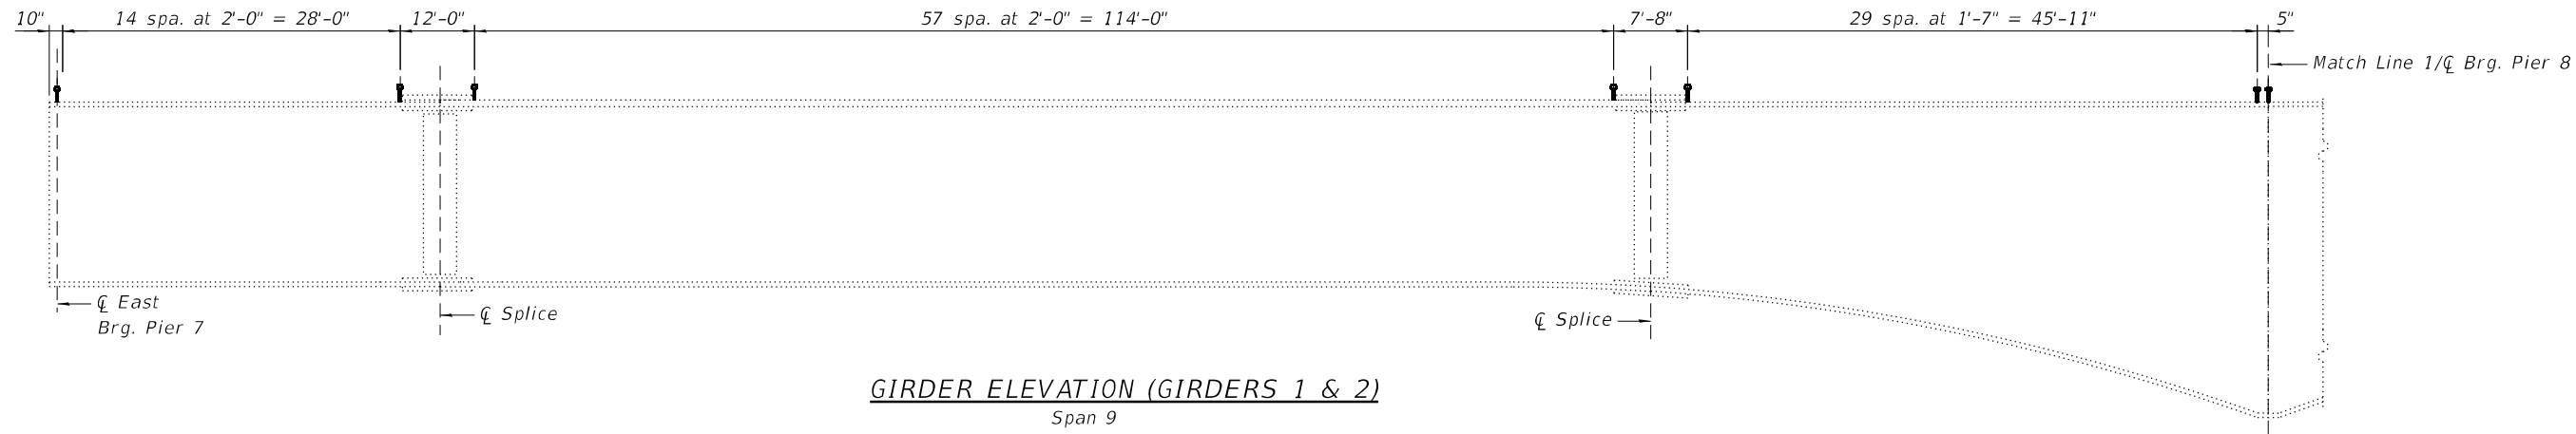 10" 14 spa. at 2'-0" = 28'-0" 12'-0" 57 spa. at 2'-0" = 114'-0" 7'-8" 29 spa. at 1'-7" = 45'-11" 5"
Match Line 1/℄ Brg. Pier 8
℄ East
Brg. Pier 7
℄ Splice
℄ Splice
GIRDER ELEVATION (GIRDERS 1 & 2)
Span 9